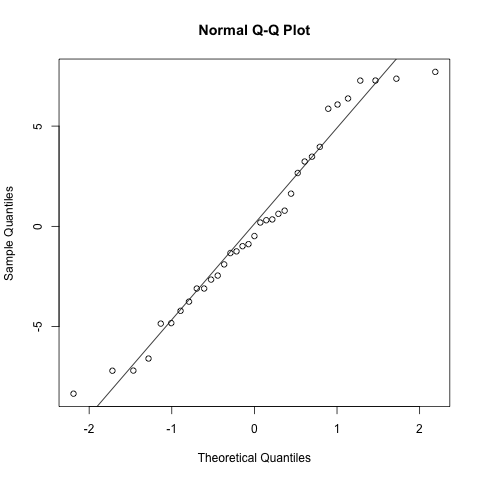 Normal Q-Q Plot
5
0
-5
Sample Quantiles
-2 -1 0 1 2
Theoretical Quantiles